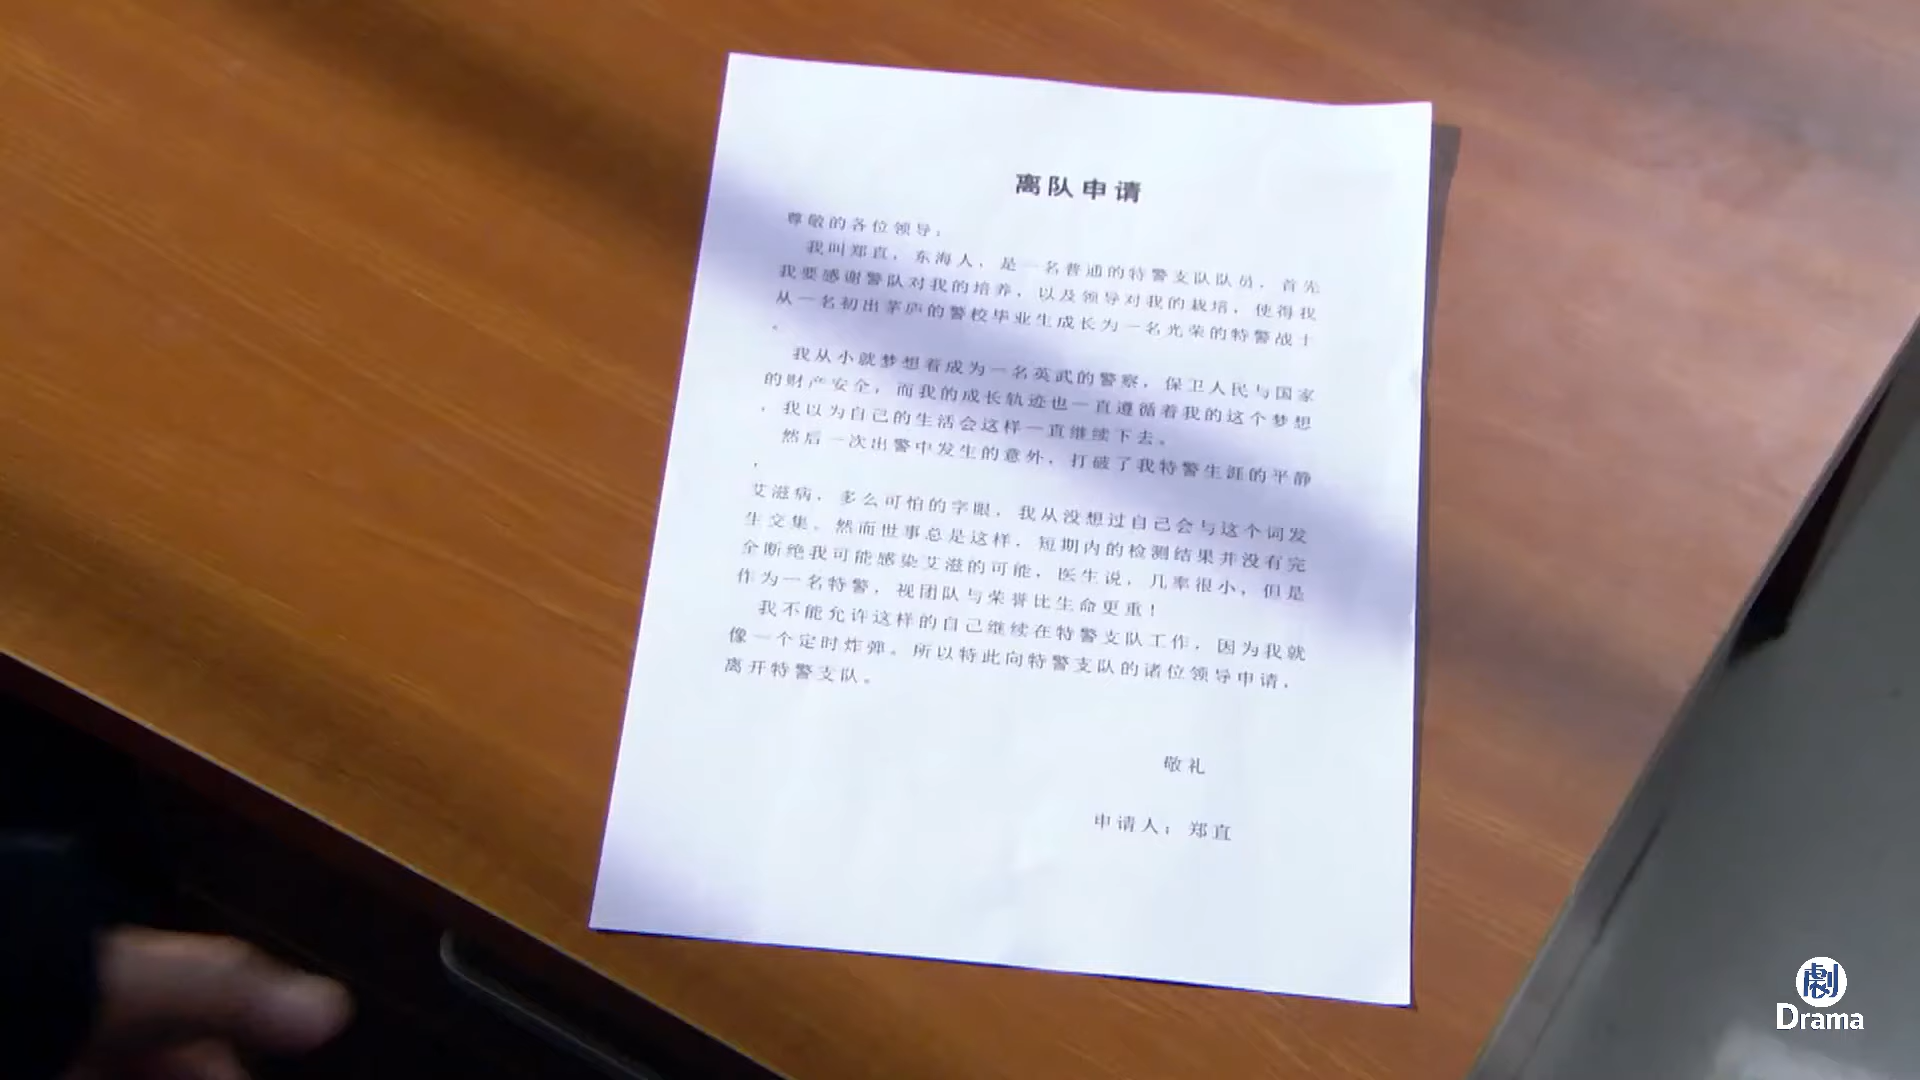 离队申请
尊敬的各位领导：
我叫郑直，东海人，是一名普通的特警支队队员，首先
我要感谢警队对我的培养，以及领导对我的栽培，使得我
从一名初出茅庐的警校毕业生成长为一名光荣的特警战士
。
我从小就梦想着成为一名英武的警察，保卫人民与国家
的财产安全，而我的成长轨迹也一直遵循着我的这个梦想
，我以为自己的生活会这样一直继续下去。
然后一次出警中发生的意外，打破了我特警生涯的平静
，
艾滋病，多么可怕的字眼，我从没想过自己会与这个词发
生交集。然而世事总是这样，短期内的检测结果并没有完
全断绝我可能感染艾滋的可能，医生说，几率很小，但是
作为一名特警，视团队与荣誉比生命更重！
我不能允许这样的自己继续在特警支队工作，因为我就
像一个定时炸弹。所以特此向特警支队的诸位领导申请，
离开特警支队。
敬礼
申请人：郑直
劇
Drama